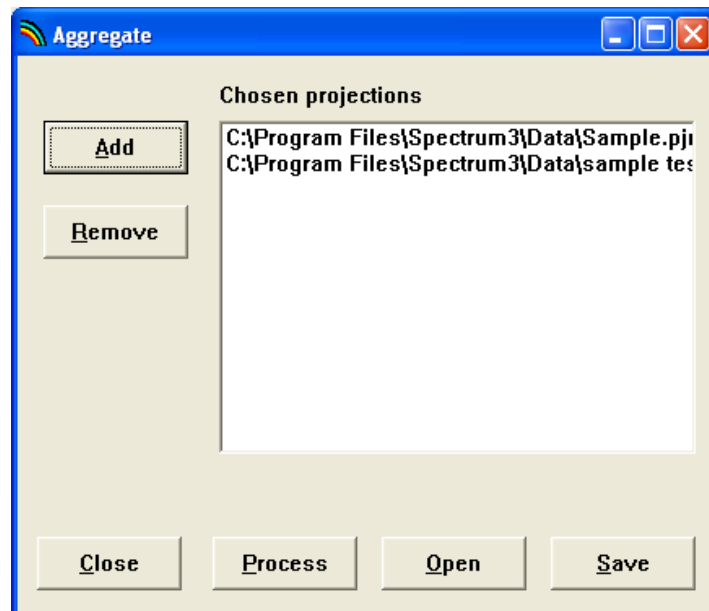 Aggregate
Chosen projections
Add
C:\Program Files\Spectrum3\Data\Sample.pj
C:\Program Files\Spectrum3\Data\sample tes
Remove
Close
Process
Open
Save